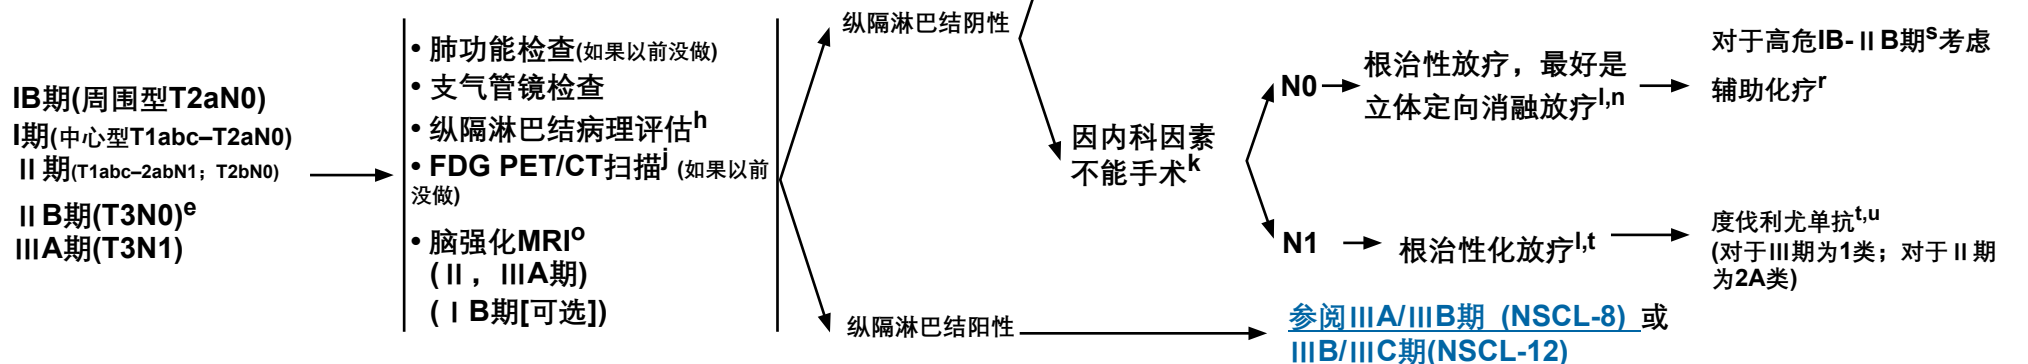 IB期(周围型T2aN0)
I期(中心型T1abc–T2aN0)
II 期(T1abc–2abN1；T2bN0)
II B期(T3N0)e
IIIA期(T3N1)
• 肺功能检查(如果以前没做)
• 支气管镜检查
• 纵隔淋巴结病理评估h
• FDG PET/CT扫描j (如果以前
没做)
• 脑强化MRIo
(II，IIIA期)
(I B期[可选])
纵隔淋巴结阴性
因内科因素
不能手术k
N0
根治性放疗，最好是
立体定向消融放疗l,n
对于高危IB-II B期s考虑
辅助化疗r
N1
根治性化放疗l,t
度伐利尤单抗t,u
(对于III期为1类；对于II 期
为2A类)
纵隔淋巴结阳性
参阅IIIA/IIIB期 (NSCL-8) 或
IIIB/IIIC期(NSCL-12)